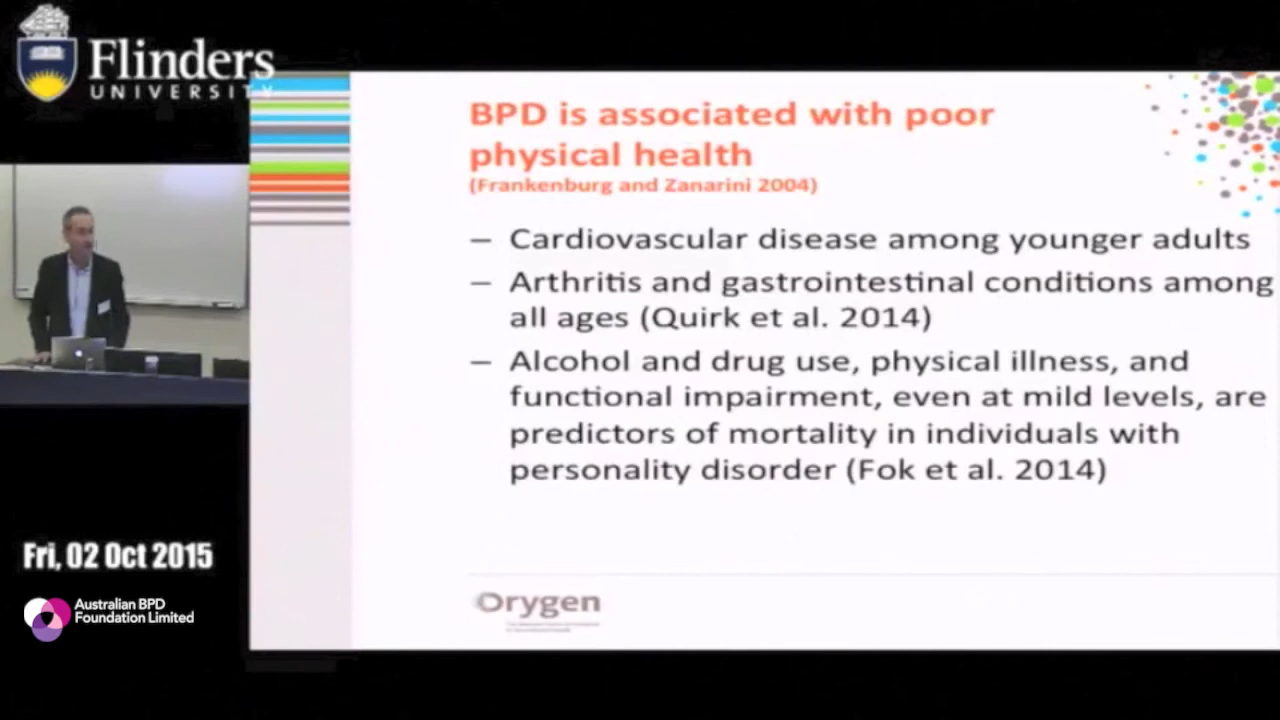 Flinders
UNIVERSITY
BPD is associated with poor
physical health
(Frankenburg and Zanarini 2004)
– Cardiovascular disease among younger adults
– Arthritis and gastrointestinal conditions among
all ages (Quirk et al. 2014)
– Alcohol and drug use, physical illness, and
functional impairment, even at mild levels, are
predictors of mortality in individuals with
personality disorder (Fok et al. 2014)
Orygen
Fri, 02 Oct 2015
Australian BPD
Foundation Limited